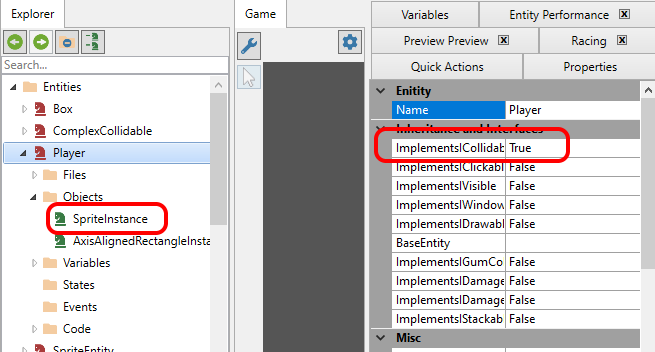 Explorer
Search...
Entities
Box
ComplexCollidable
Player
Files
Objects
SpriteInstance
AxisAlignedRectangleInsta
Variables
States
Events
Code
SpriteEntity
Game
Variables
Entity Performance
Preview Preview
Racing
Quick Actions
Properties
Entity
Name Player
Inheritance and Interfaces
ImplementsICollidab True
ImplementsIClickabl False
ImplementsIVisible False
ImplementsIWindow False
ImplementsIDrawabl False
BaseEntity
ImplementsIGumCo False
ImplementsIDamage False
ImplementsIDamage False
ImplementsIStackab False
Misc